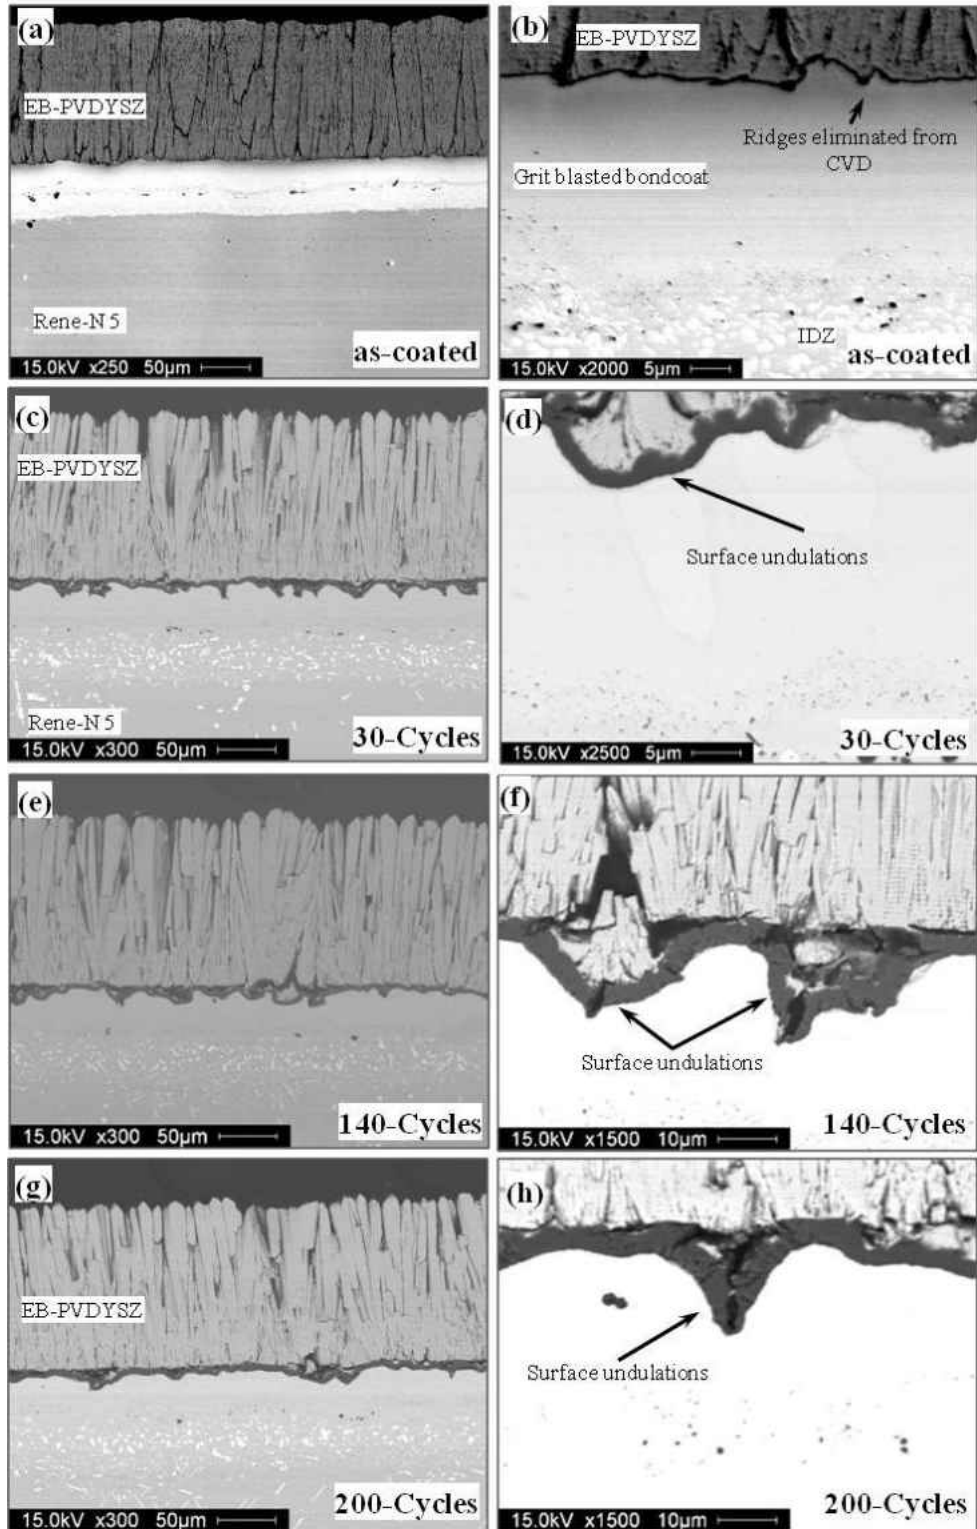 (a)
EB-PVDYSZ
Rene-N5
as-coated
15.0kV x250 50µm
(b)
EB-PVDYSZ
Ridges eliminated from
CVD
Grit blasted bondcoat
IDZ
as-coated
15.0kV x2000 5µm
(c)
EB-PVDYSZ
Rene-N5
30-Cycles
15.0kV x300 50µm
(d)
Surface undulations
30-Cycles
15.0kV x2500 5µm
(e)
140-Cycles
15.0kV x300 50µm
(f)
Surface undulations
140-Cycles
15.0kV x1500 10µm
(g)
EB-PVDYSZ
200-Cycles
15.0kV x300 50µm
(h)
Surface undulations
200-Cycles
15.0kV x1500 10µm